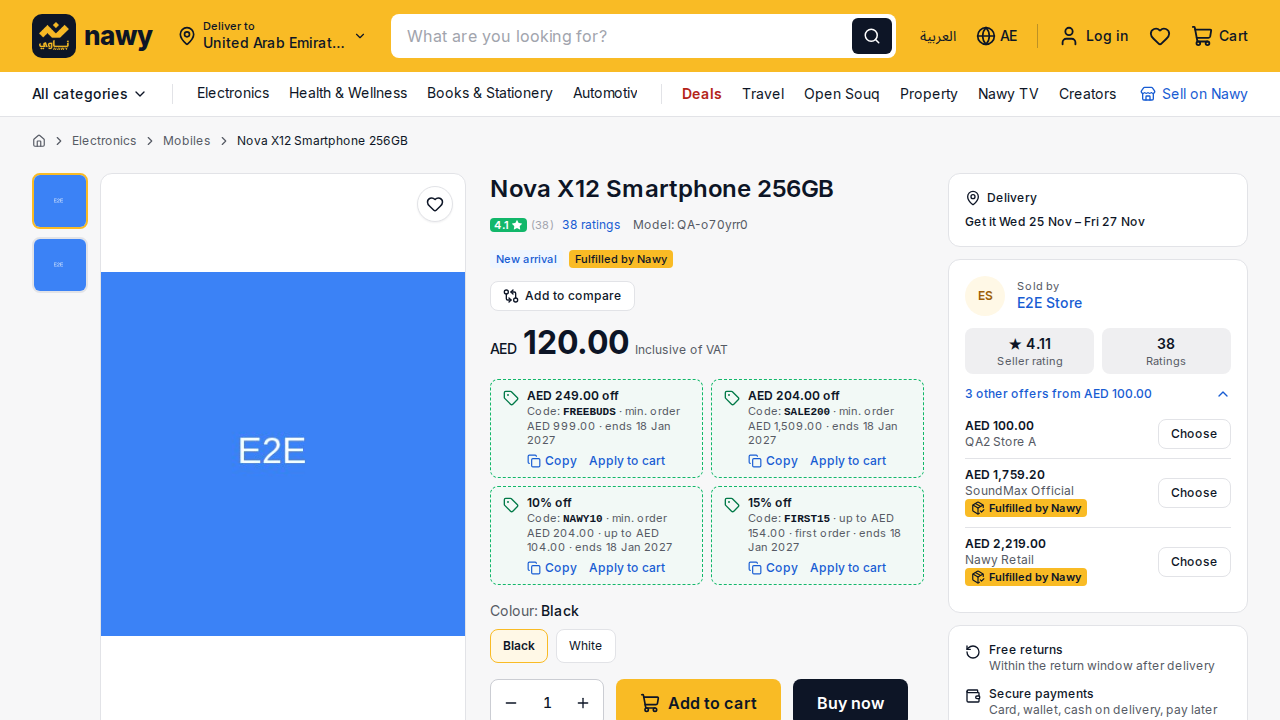 نـاوي
NAWY
nawy
Deliver to
United Arab Emirat...
What are you looking for?
العربية
AE
Log in
Cart
All categories
Electronics
Health & Wellness
Books & Stationery
Automotiv
Deals
Travel
Open Souq
Property
Nawy TV
Creators
Sell on Nawy
Electronics
Mobiles
Nova X12 Smartphone 256GB
E2E
E2E
E2E
Nova X12 Smartphone 256GB
4.1 ★ (38) 38 ratings Model: QA-o70yrr0
New arrival
Fulfilled by Nawy
Add to compare
AED 120.00 Inclusive of VAT
AED 249.00 off
Code: FREEBUDS · min. order
AED 999.00 · ends 18 Jan
2027
Copy Apply to cart
AED 204.00 off
Code: SALE200 · min. order
AED 1,509.00 · ends 18 Jan
2027
Copy Apply to cart
10% off
Code: NAWY10 · min. order
AED 204.00 · up to AED
104.00 · ends 18 Jan 2027
Copy Apply to cart
15% off
Code: FIRST15 · up to AED
154.00 · first order · ends 18
Jan 2027
Copy Apply to cart
Colour: Black
Black
White
− 1 +
Add to cart
Buy now
Delivery
Get it Wed 25 Nov – Fri 27 Nov
ES
Sold by
E2E Store
★ 4.11
Seller rating
38
Ratings
3 other offers from AED 100.00
AED 100.00
QA2 Store A
Choose
AED 1,759.20
SoundMax Official
Fulfilled by Nawy
Choose
AED 2,219.00
Nawy Retail
Fulfilled by Nawy
Choose
Free returns
Within the return window after delivery
Secure payments
Card, wallet, cash on delivery, pay later